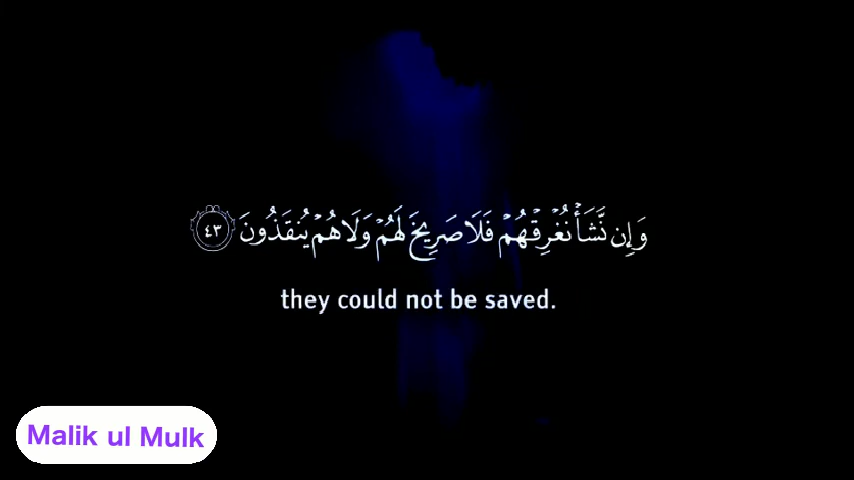 وَإِن نَّشَأْ نُغْرِقْهُمْ فَلَا صَرِيخَ لَهُمْ وَلَا هُمْ يُنقَذُونَ ٤٣
they could not be saved.
Malik ul Mulk